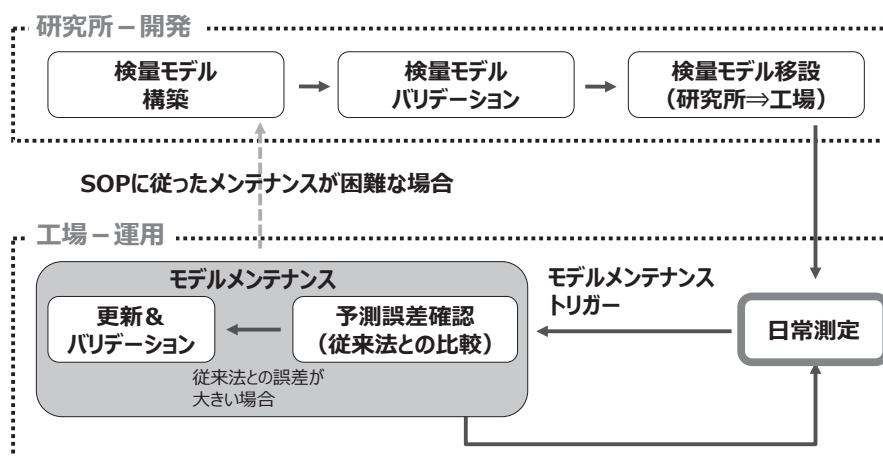 研究所－開発
検量モデル
構築
検量モデル
バリデーション
検量モデル移設
（研究所⇒工場）
SOPに従ったメンテナンスが困難な場合
工場－運用
モデルメンテナンス
更新＆
バリデーション
予測誤差確認
（従来法との比較）
従来法との誤差が
大きい場合
モデルメンテナンス
トリガー
日常測定